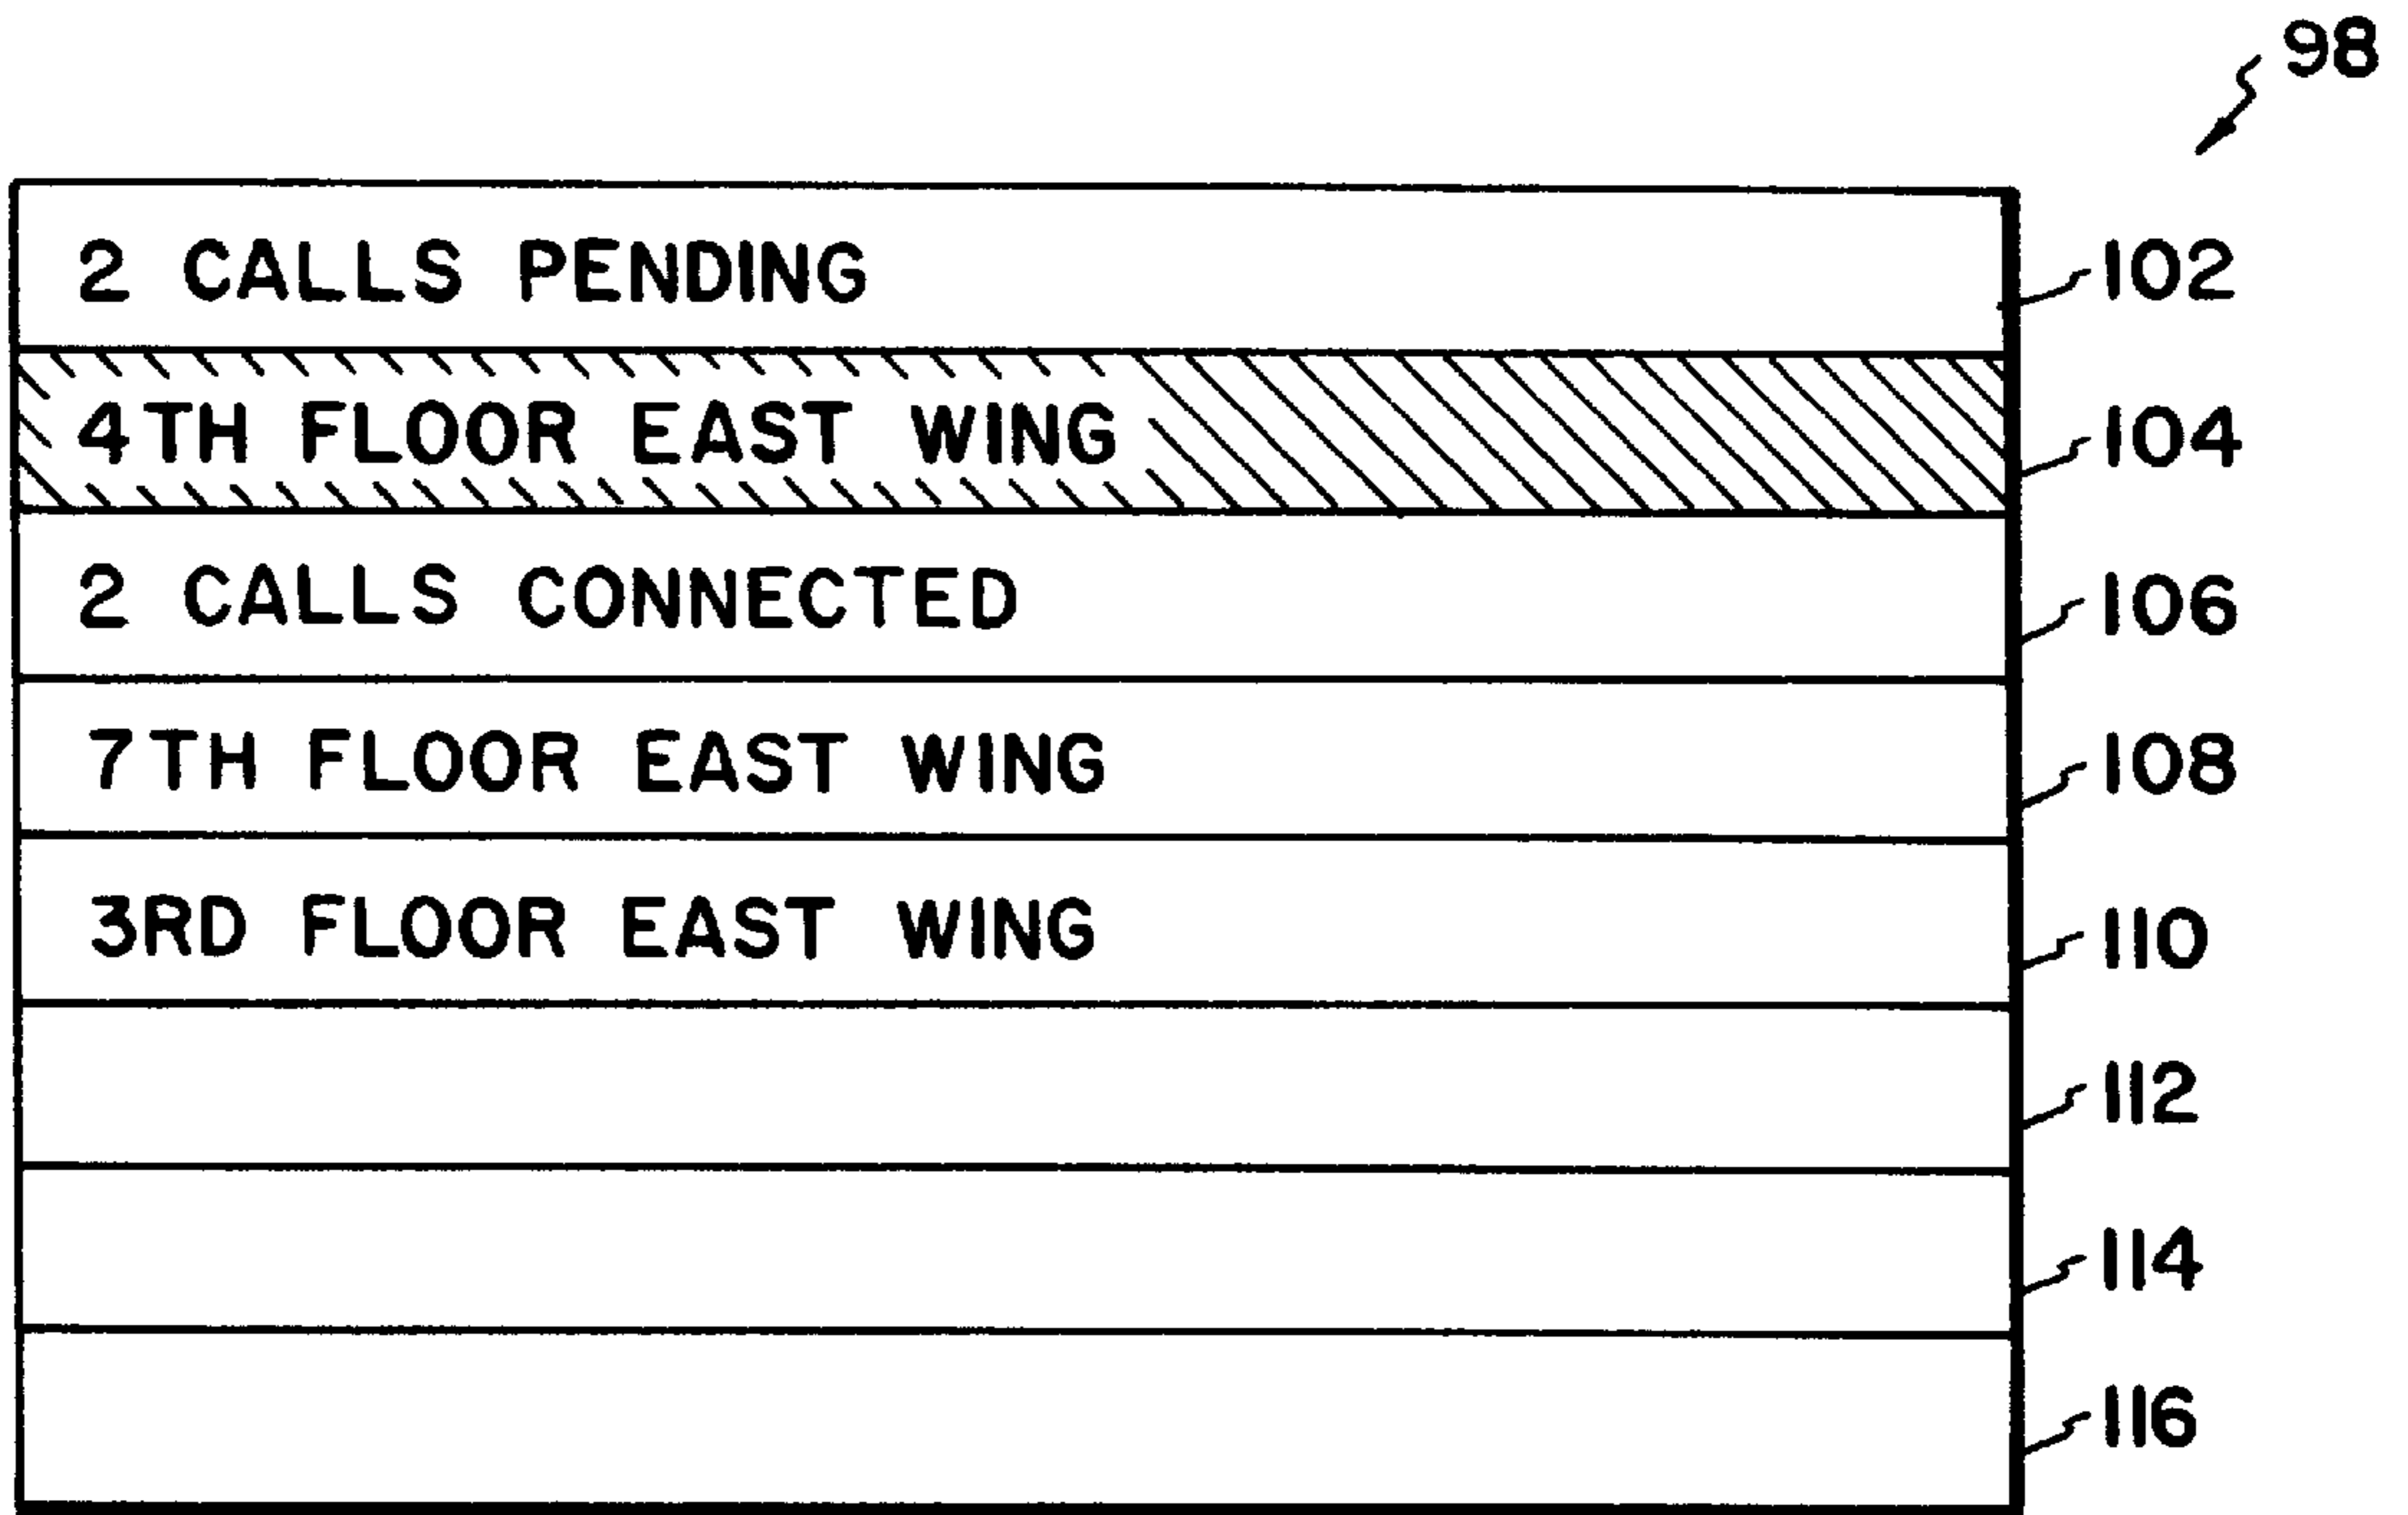 98
2 CALLS PENDING 102
4TH FLOOR EAST WING 104
2 CALLS CONNECTED 106
7TH FLOOR EAST WING 108
3RD FLOOR EAST WING 110
112
114
116